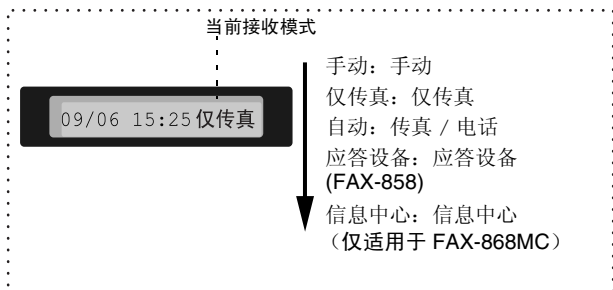 当前接收模式
09/06 15:25 仅传真
手动：手动
仅传真：仅传真
自动：传真 / 电话
应答设备：应答设备
(FAX-858)
信息中心：信息中心
（仅适用于 FAX-868MC）